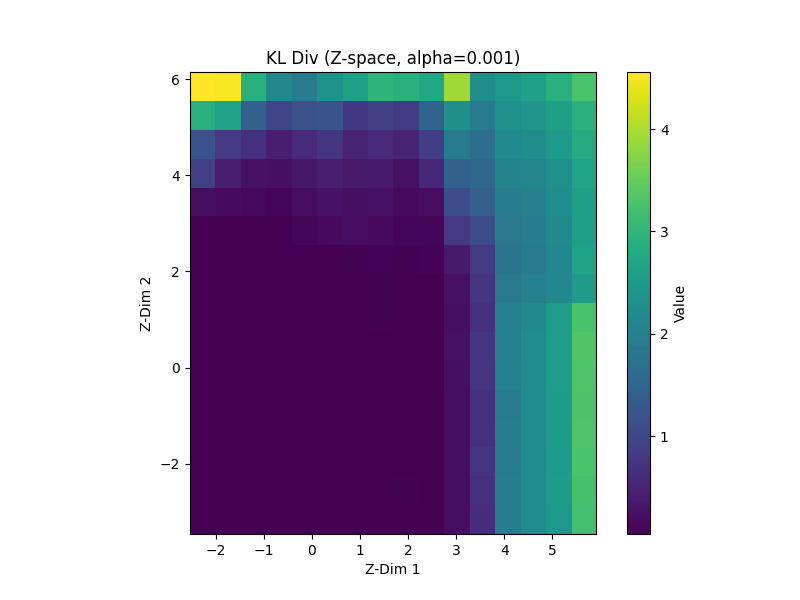 KL Div (Z-space, alpha=0.001)
6
4
2
0
−2
Z-Dim 2
−2 −1 0 1 2 3 4 5
Z-Dim 1
4
3
2
1
Value